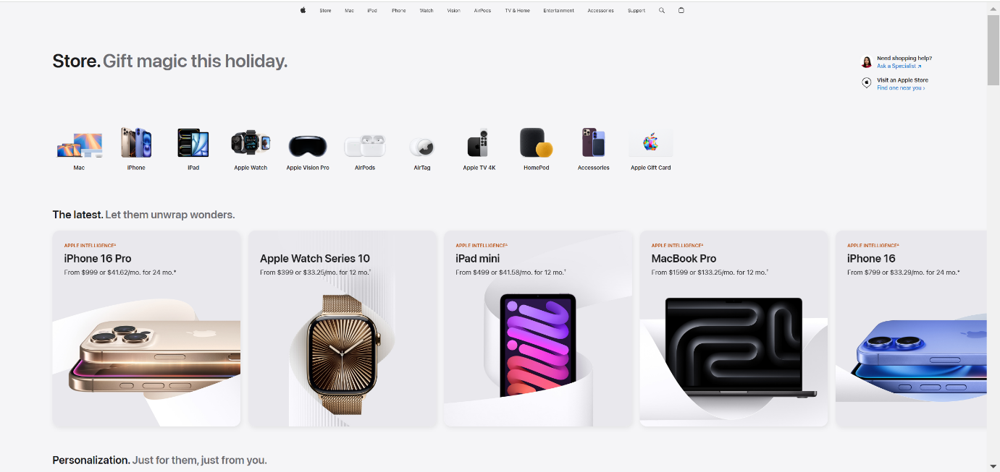 Store Mac iPad iPhone Watch Vision AirPods TV & Home Entertainment Accessories Support
Store. Gift magic this holiday.
Need shopping help?
Ask a Specialist ↗
Visit an Apple Store
Find one near you ›
Mac iPhone iPad Apple Watch Apple Vision Pro AirPods AirTag Apple TV 4K HomePod Accessories Apple Gift Card
The latest. Let them unwrap wonders.
APPLE INTELLIGENCE^Δ
iPhone 16 Pro
From $999 or $41.62/mo. for 24 mo.*
Apple Watch Series 10
From $399 or $33.25/mo. for 12 mo.†
APPLE INTELLIGENCE^Δ
iPad mini
From $499 or $41.58/mo. for 12 mo.†
APPLE INTELLIGENCE^Δ
MacBook Pro
From $1599 or $133.25/mo. for 12 mo.†
APPLE INTELLIGENCE^Δ
iPhone 16
From $799 or $33.29/mo. for 24 mo.*
Personalization. Just for them, just from you.